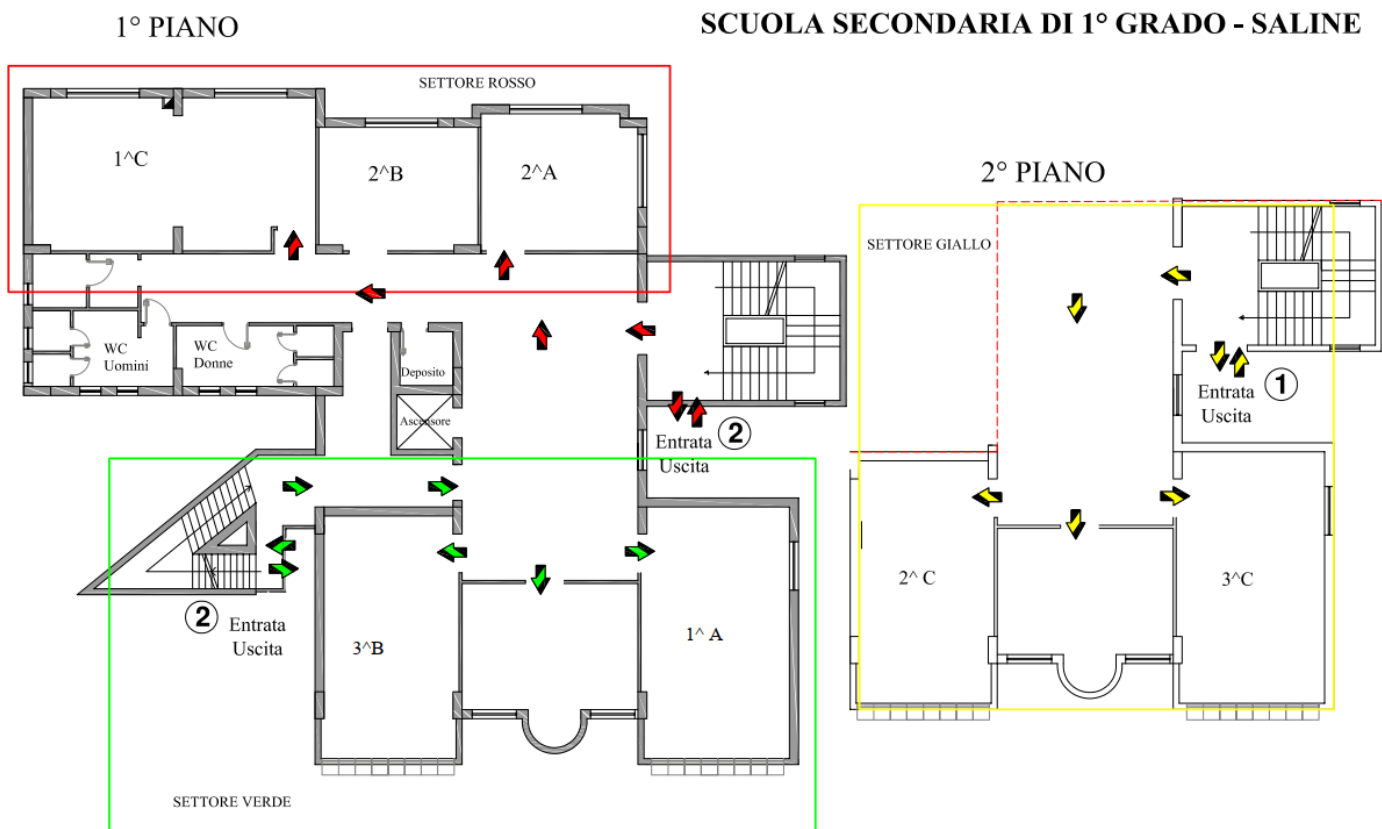 1° PIANO
SCUOLA SECONDARIA DI 1° GRADO - SALINE
SETTORE ROSSO
1^C
2^B
2^A
2° PIANO
SETTORE GIALLO
WC
Uomini
WC
Donne
Deposito
Ascensore
Entrata
Uscita
2
Entrata
Uscita
1
2^ C
3^C
2
Entrata
Uscita
3^B
1^ A
SETTORE VERDE